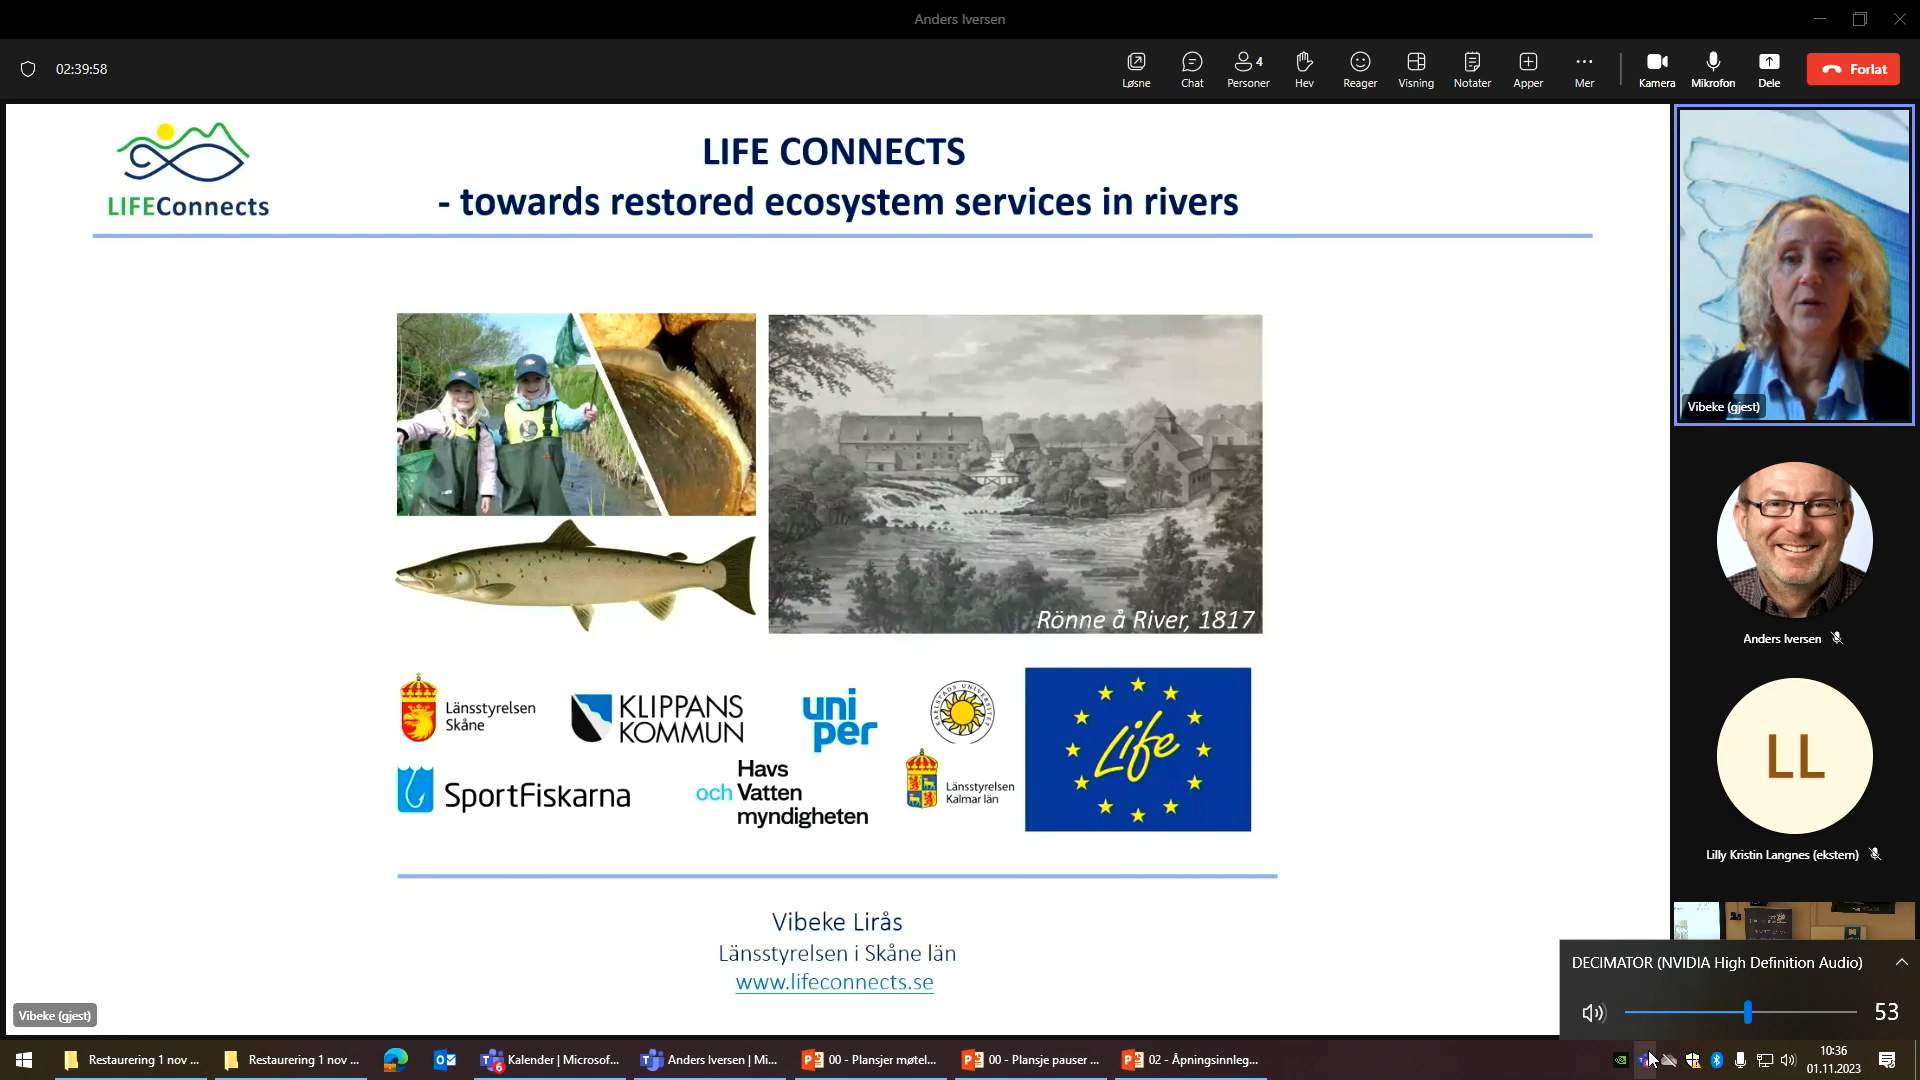 Anders Iversen
02:39:58
Løsne
Chat
4
Personer
Hev
Reager
Visning
Notater
Apper
Mer
Kamera
Mikrofon
Dele
Forlat
LIFEConnects
LIFE CONNECTS
- towards restored ecosystem services in rivers
Rönne å River, 1817
Länsstyrelsen
Skåne
KLIPPANS
KOMMUN
uni
per
KARLSTADS UNIVERSITET
SportFiskarna
Havs
och Vatten
myndigheten
Länsstyrelsen
Kalmar län
Life
Vibeke Lirås
Länsstyrelsen i Skåne län
www.lifeconnects.se
Vibeke (gjest)
Vibeke (gjest)
Anders Iversen
LL
Lilly Kristin Langnes (ekstern)
DECIMATOR (NVIDIA High Definition Audio)
53
Restaurering 1 nov ...
Restaurering 1 nov ...
6
Kalender | Microsof...
Anders Iversen | Mi...
00 - Plansjer møtel...
00 - Plansje pauser ...
02 - Åpningsinnleg...
10:36
01.11.2023